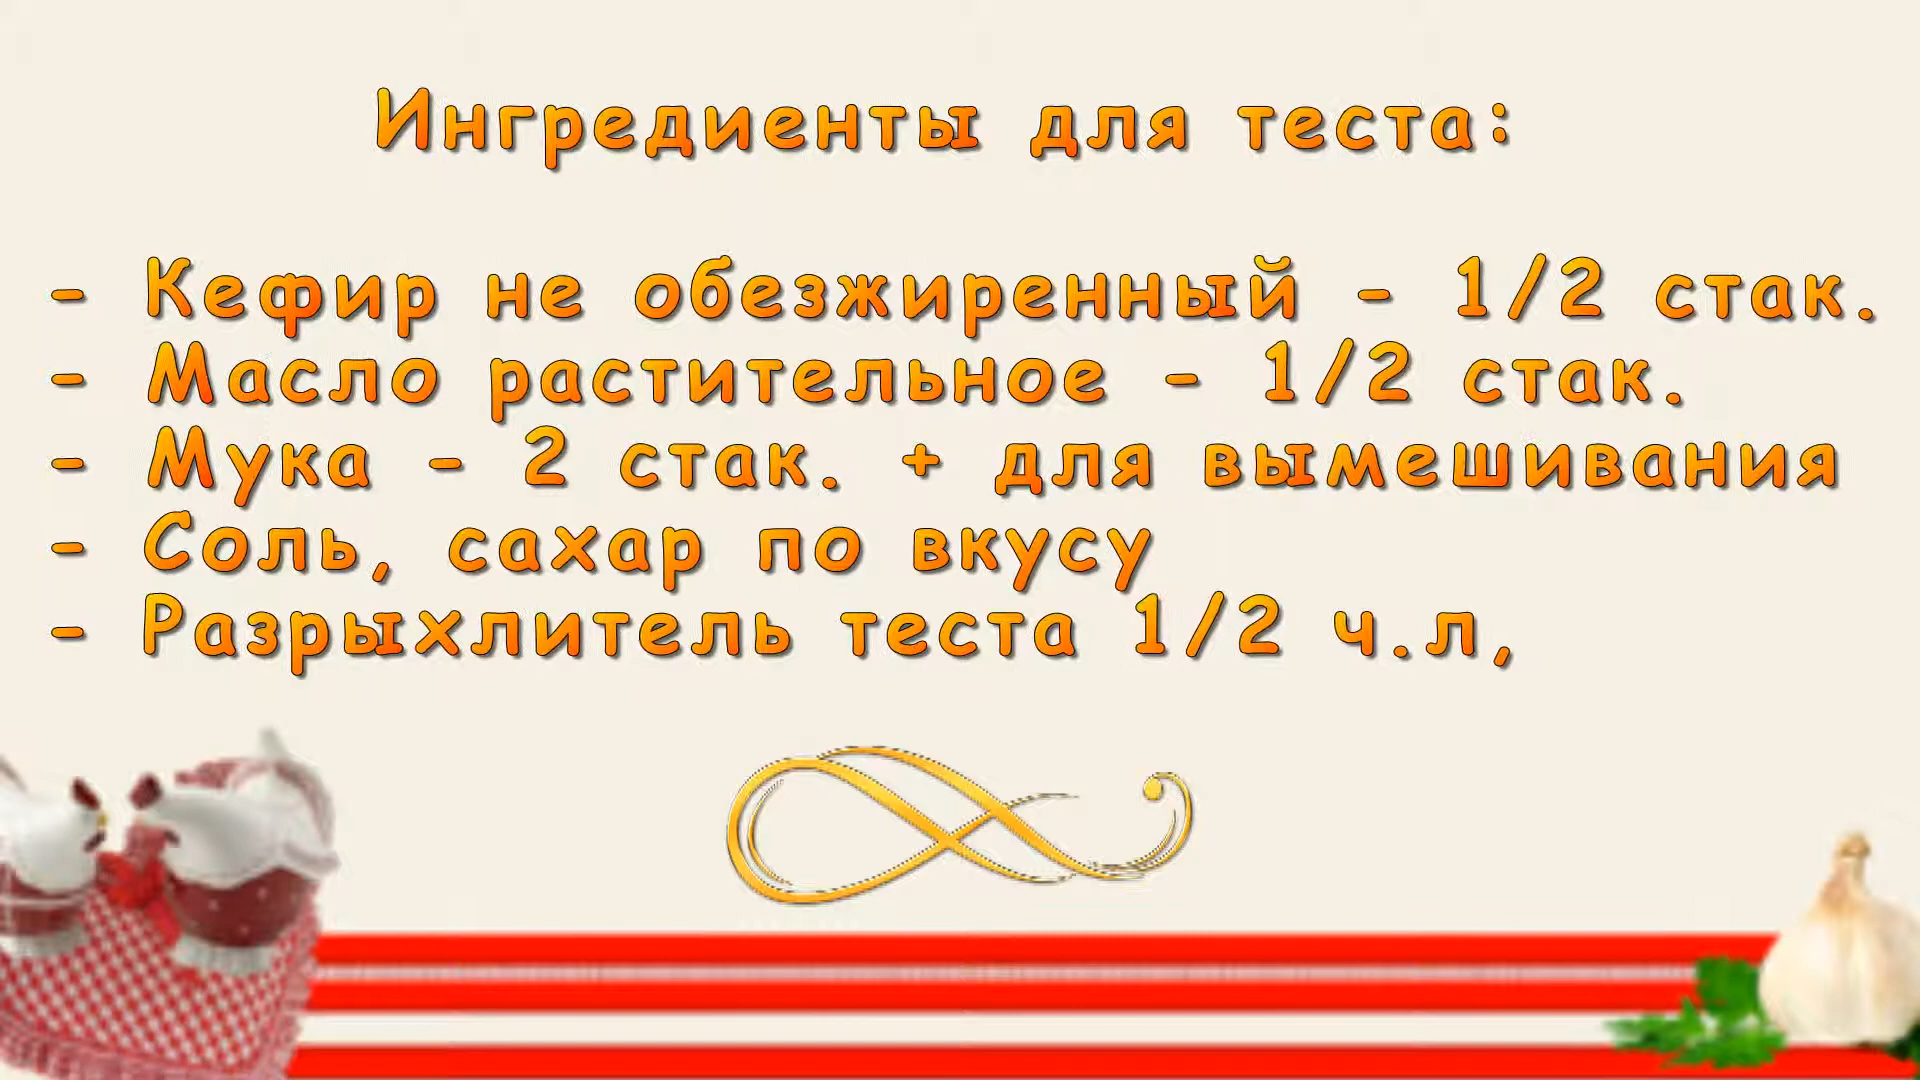 Ингредиенты для теста:
- Кефир не обезжиренный - 1/2 стак.
- Масло растительное - 1/2 стак.
- Мука - 2 стак. + для вымешивания
- Соль, сахар по вкусу
- Разрыхлитель теста 1/2 ч.л,